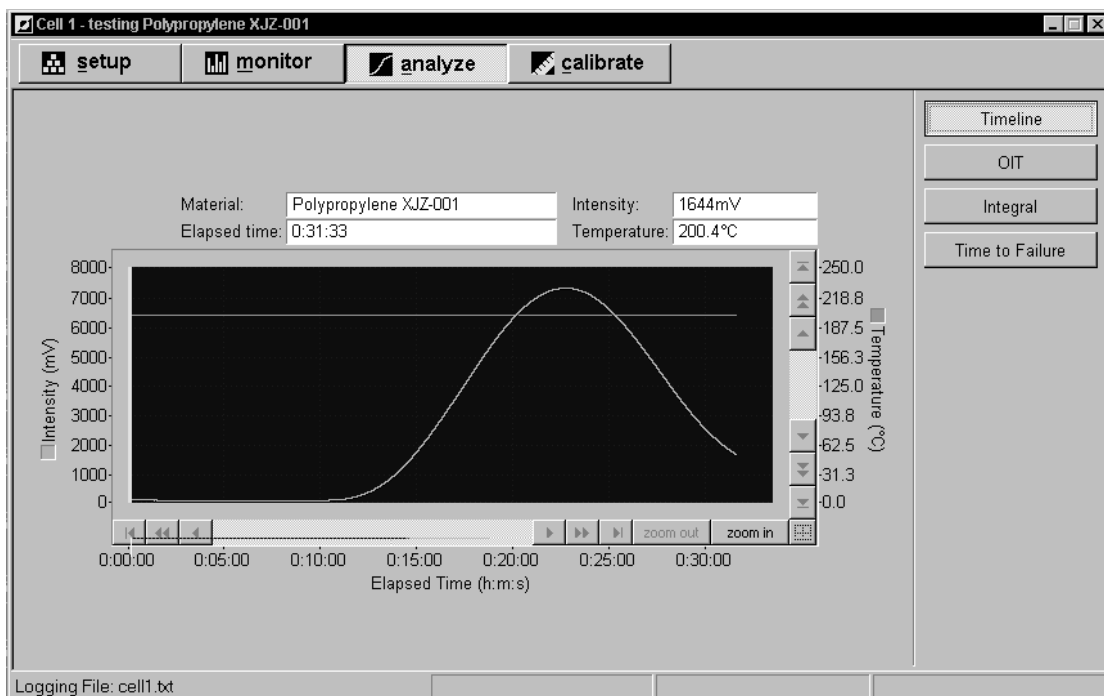 Cell 1 - testing Polypropylene XJZ-001
setup monitor analyze calibrate
Timeline
OIT
Integral
Time to Failure
Material: Polypropylene XJZ-001 Intensity: 1644mV
Elapsed time: 0:31:33 Temperature: 200.4°C
8000
7000
6000
5000
4000
3000
2000
1000
0
Intensity (mV)
250.0
218.8
187.5
156.3
125.0
93.8
62.5
31.3
0.0
Temperature (°C)
zoom out zoom in
0:00:00 0:05:00 0:10:00 0:15:00 0:20:00 0:25:00 0:30:00
Elapsed Time (h:m:s)
Logging File: cell1.txt